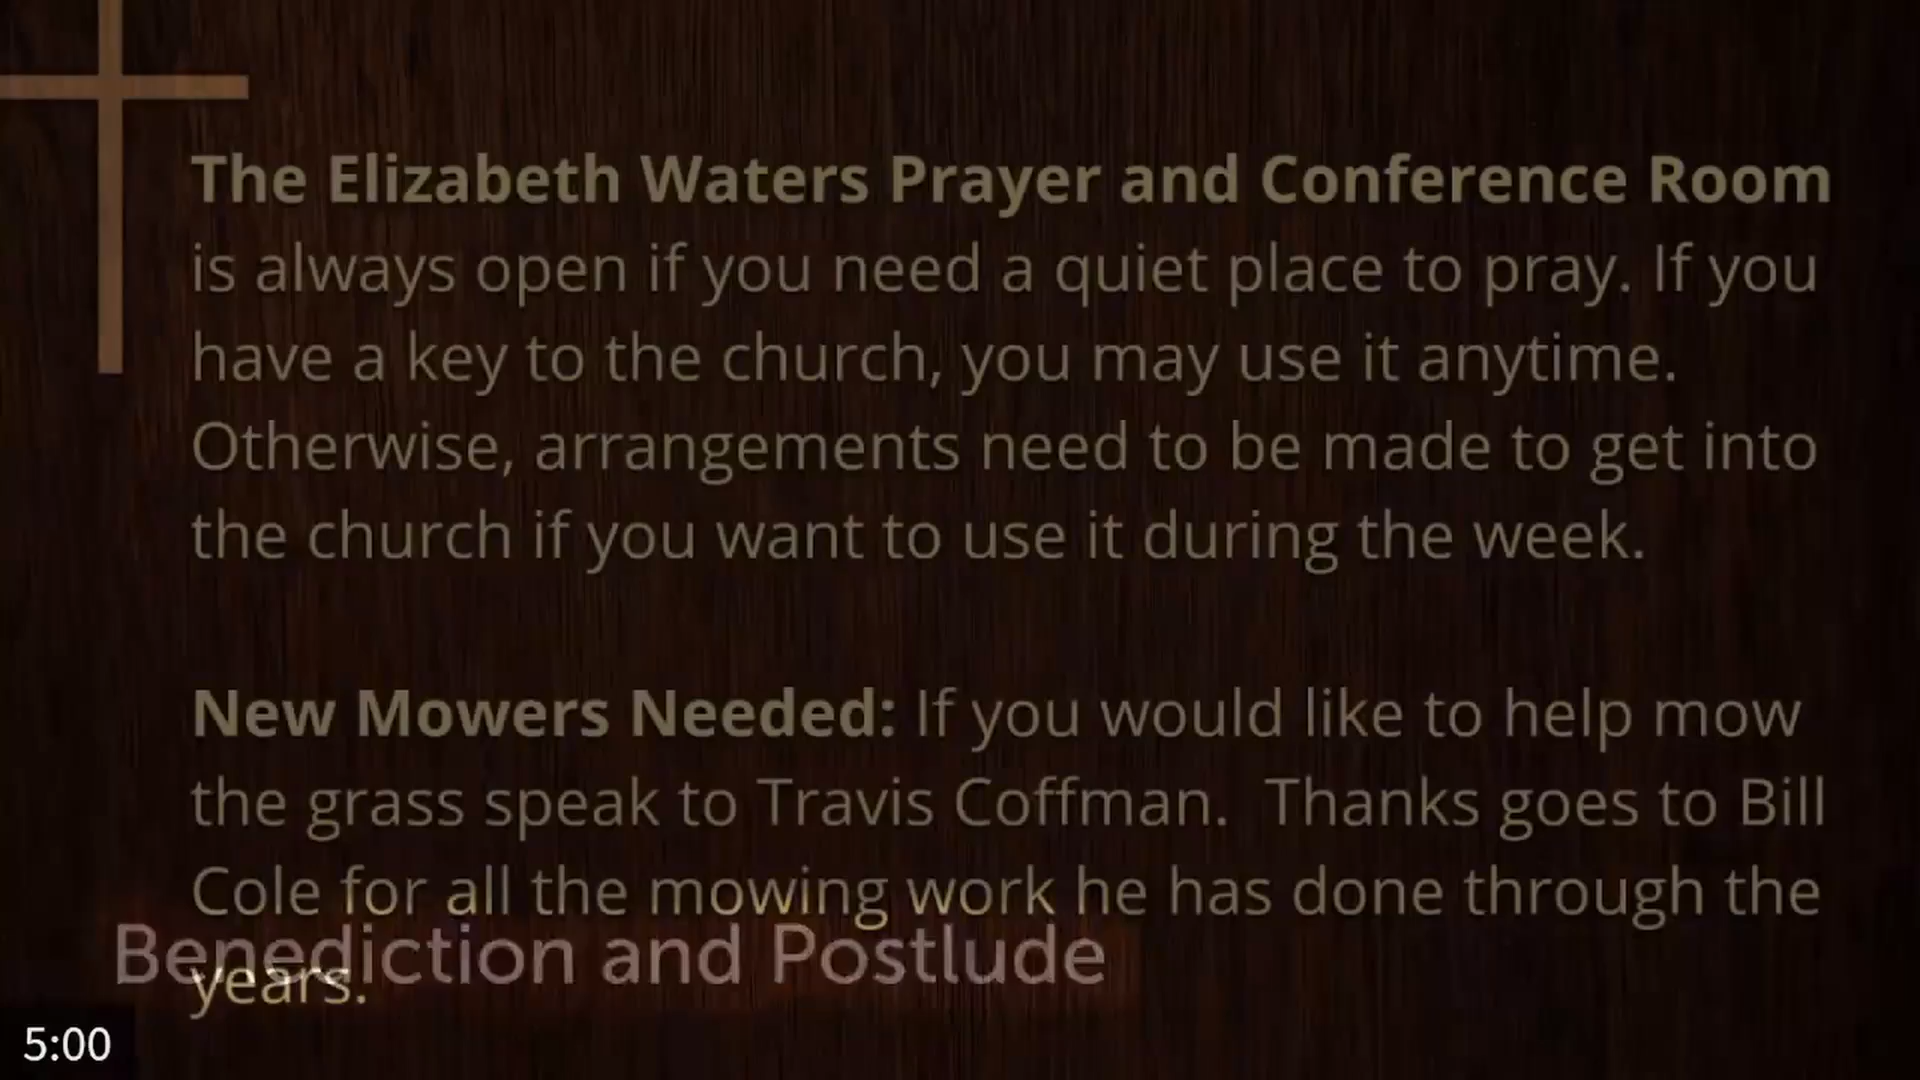 The Elizabeth Waters Prayer and Conference Room
is always open if you need a quiet place to pray. If you
have a key to the church, you may use it anytime.
Otherwise, arrangements need to be made to get into
the church if you want to use it during the week.
New Mowers Needed: If you would like to help mow
the grass speak to Travis Coffman.  Thanks goes to Bill
Cole for all the mowing work he has done through the
years.
Benediction and Postlude
5:00